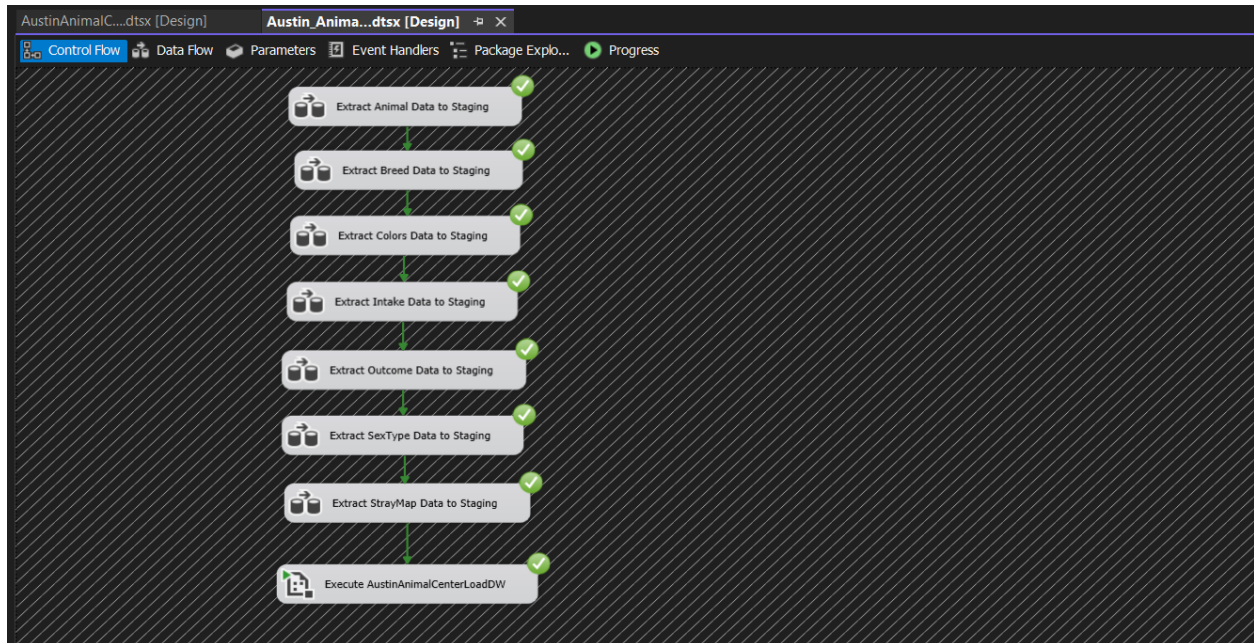 AustinAnimalC....dtsx [Design]
Austin_Anima...dtsx [Design]
Control Flow
Data Flow
Parameters
Event Handlers
Package Explo...
Progress
Extract Animal Data to Staging
Extract Breed Data to Staging
Extract Colors Data to Staging
Extract Intake Data to Staging
Extract Outcome Data to Staging
Extract SexType Data to Staging
Extract StrayMap Data to Staging
Execute AustinAnimalCenterLoadDW